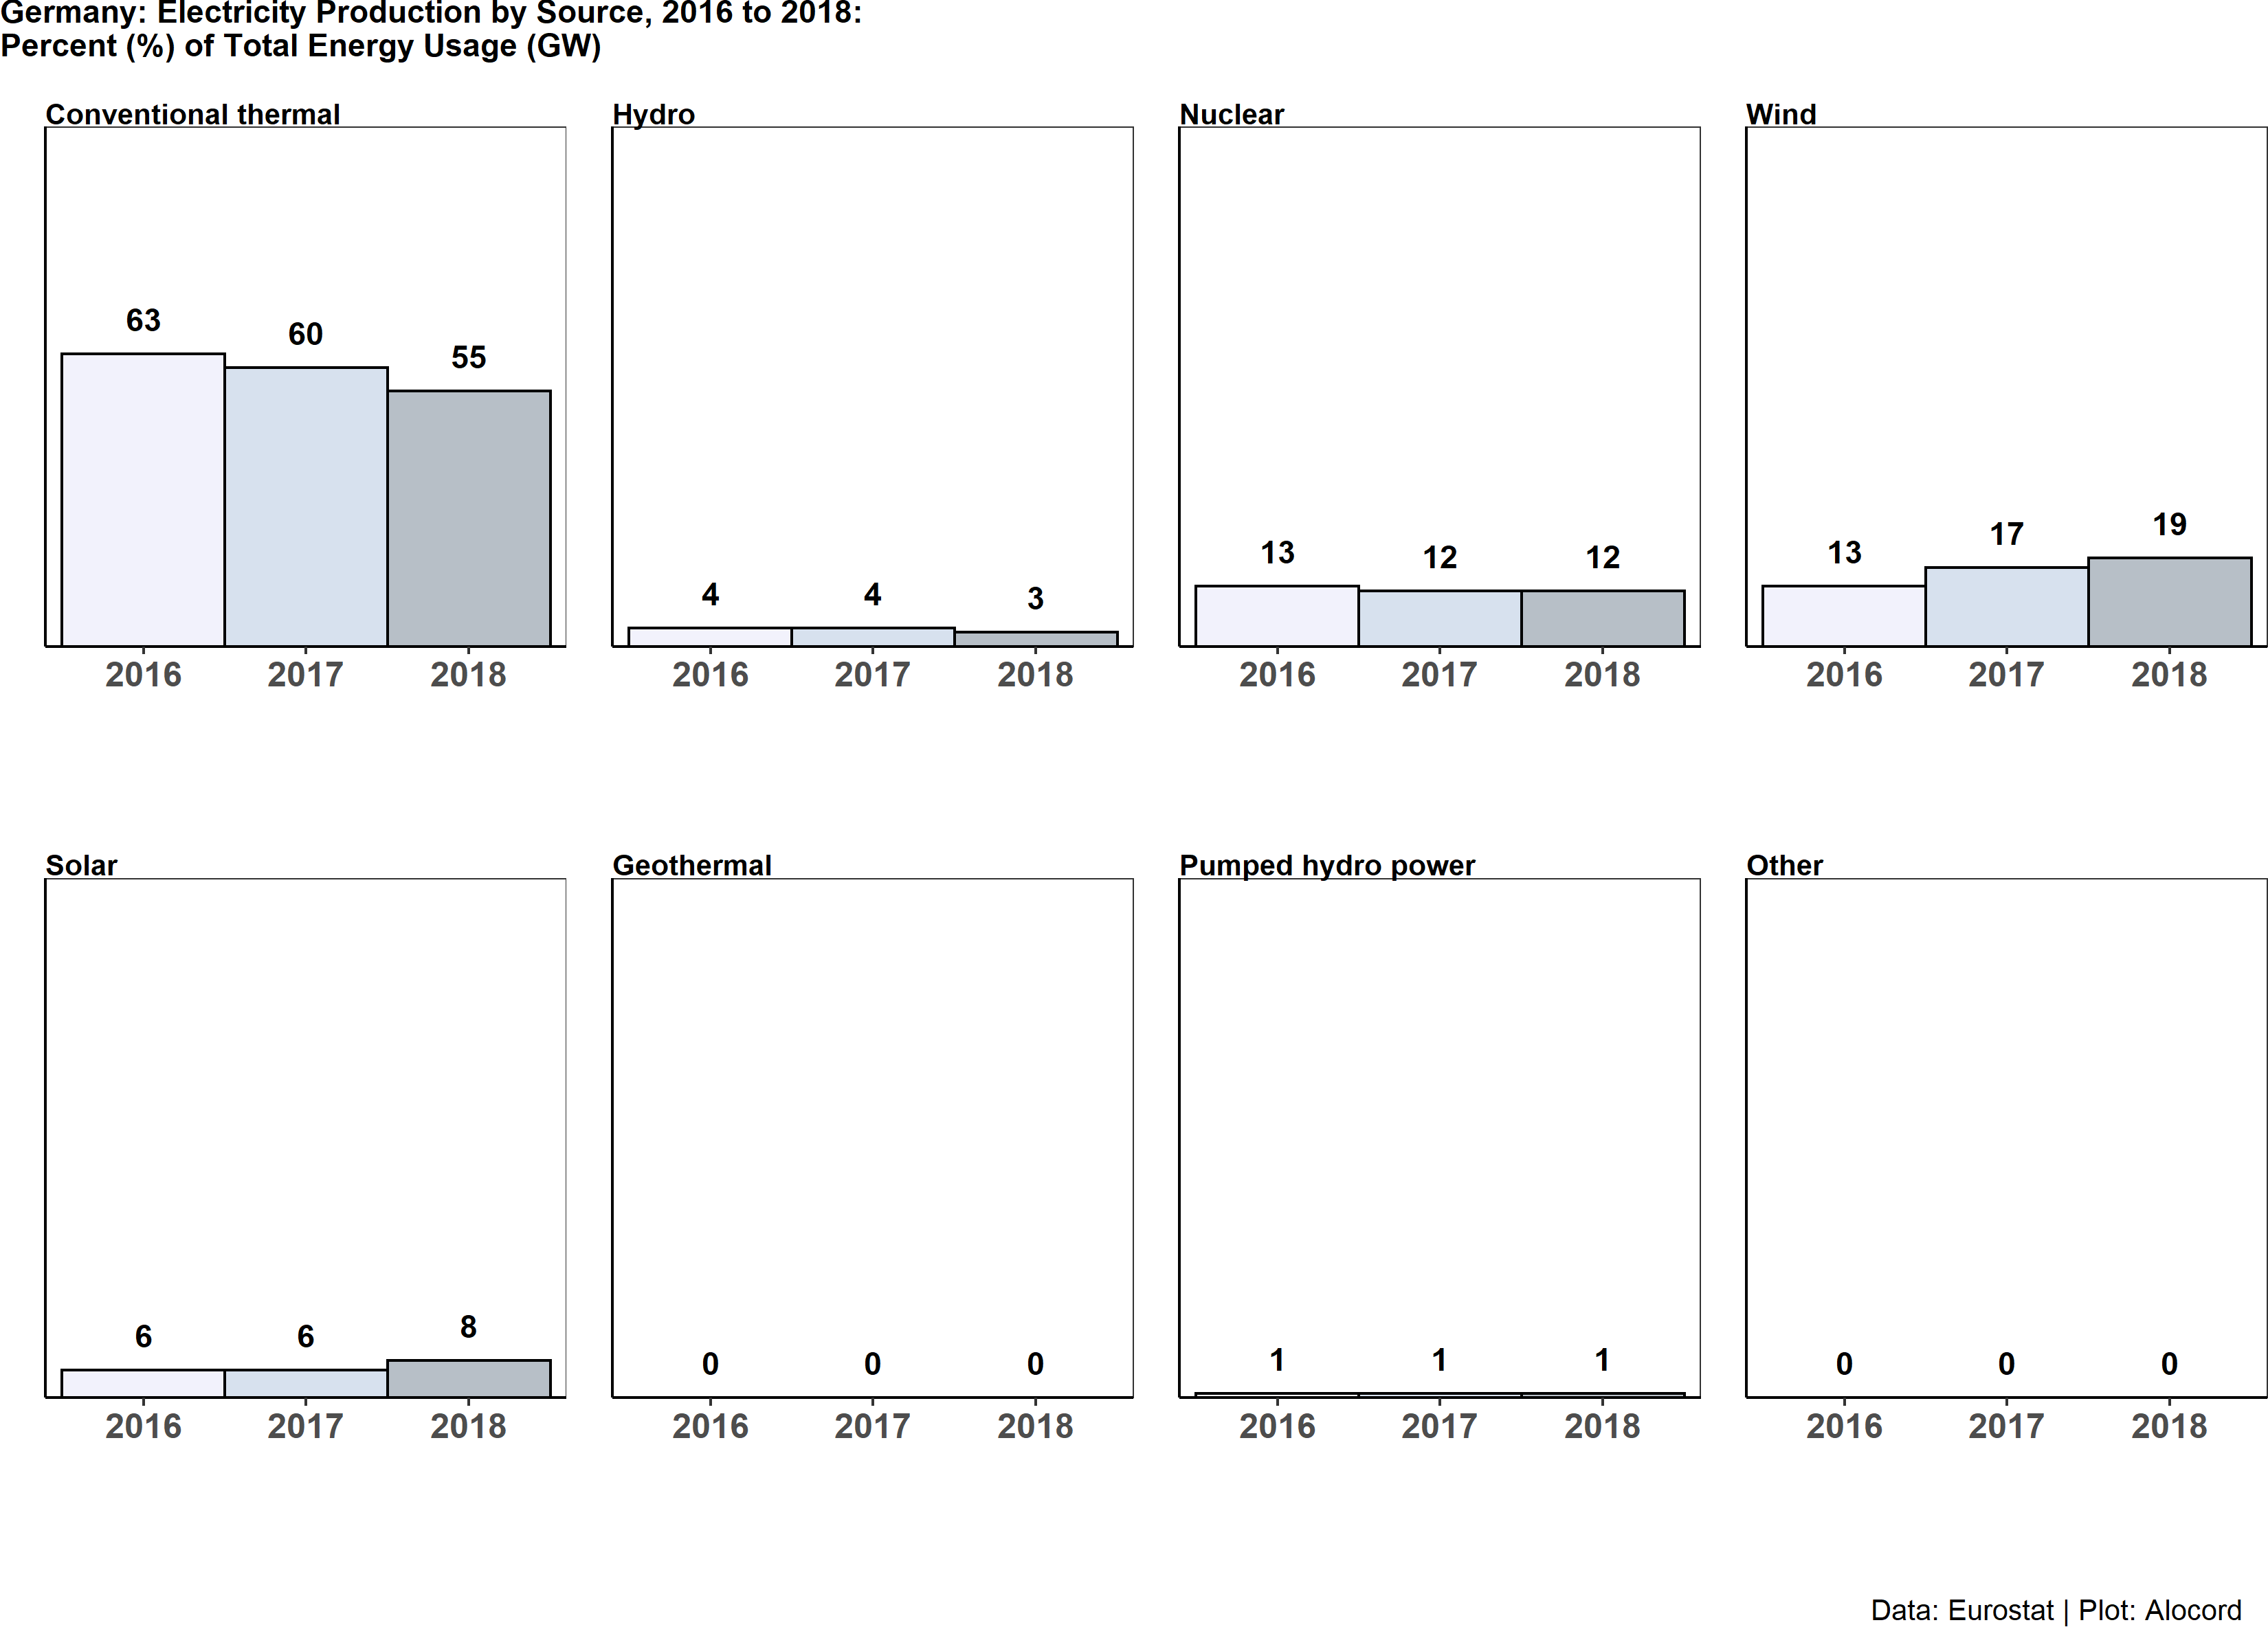 Germany: Electricity Production by Source, 2016 to 2018:
Percent (%) of Total Energy Usage (GW)
Conventional thermal
63
60
55
2016 2017 2018
Hydro
4
4
3
2016 2017 2018
Nuclear
13
12
12
2016 2017 2018
Wind
13
17
19
2016 2017 2018
Solar
6
6
8
2016 2017 2018
Geothermal
0
0
0
2016 2017 2018
Pumped hydro power
1
1
1
2016 2017 2018
Other
0
0
0
2016 2017 2018
Data: Eurostat | Plot: Alocord